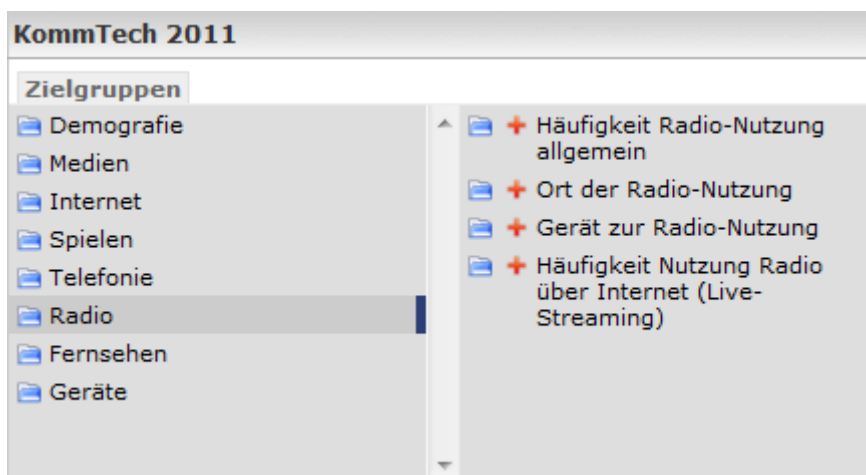 KommTech 2011
Zielgruppen
Demografie
Medien
Internet
Spielen
Telefonie
Radio
Fernsehen
Geräte
Häufigkeit Radio-Nutzung
allgemein
Ort der Radio-Nutzung
Gerät zur Radio-Nutzung
Häufigkeit Nutzung Radio
über Internet (Live-
Streaming)